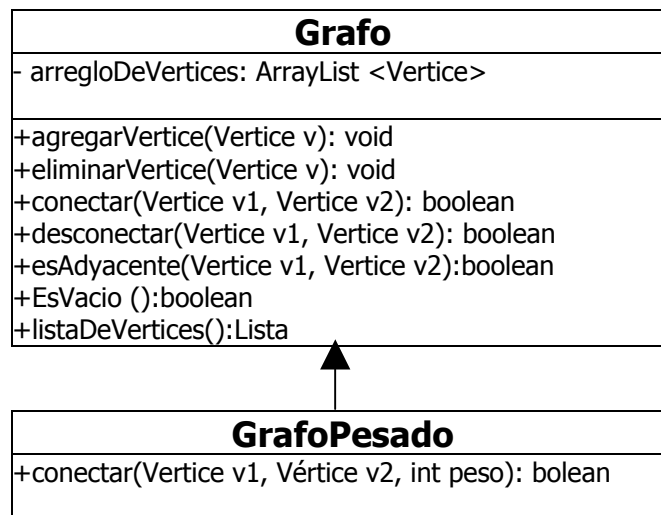 Grafo
- arregloDeVertices: ArrayList <Vertice>
+agregarVertice(Vertice v): void
+eliminarVertice(Vertice v): void
+conectar(Vertice v1, Vertice v2): boolean
+desconectar(Vertice v1, Vertice v2): boolean
+esAdyacente(Vertice v1, Vertice v2):boolean
+EsVacio ():boolean
+listaDeVertices():Lista
GrafoPesado
+conectar(Vertice v1, Vértice v2, int peso): bolean